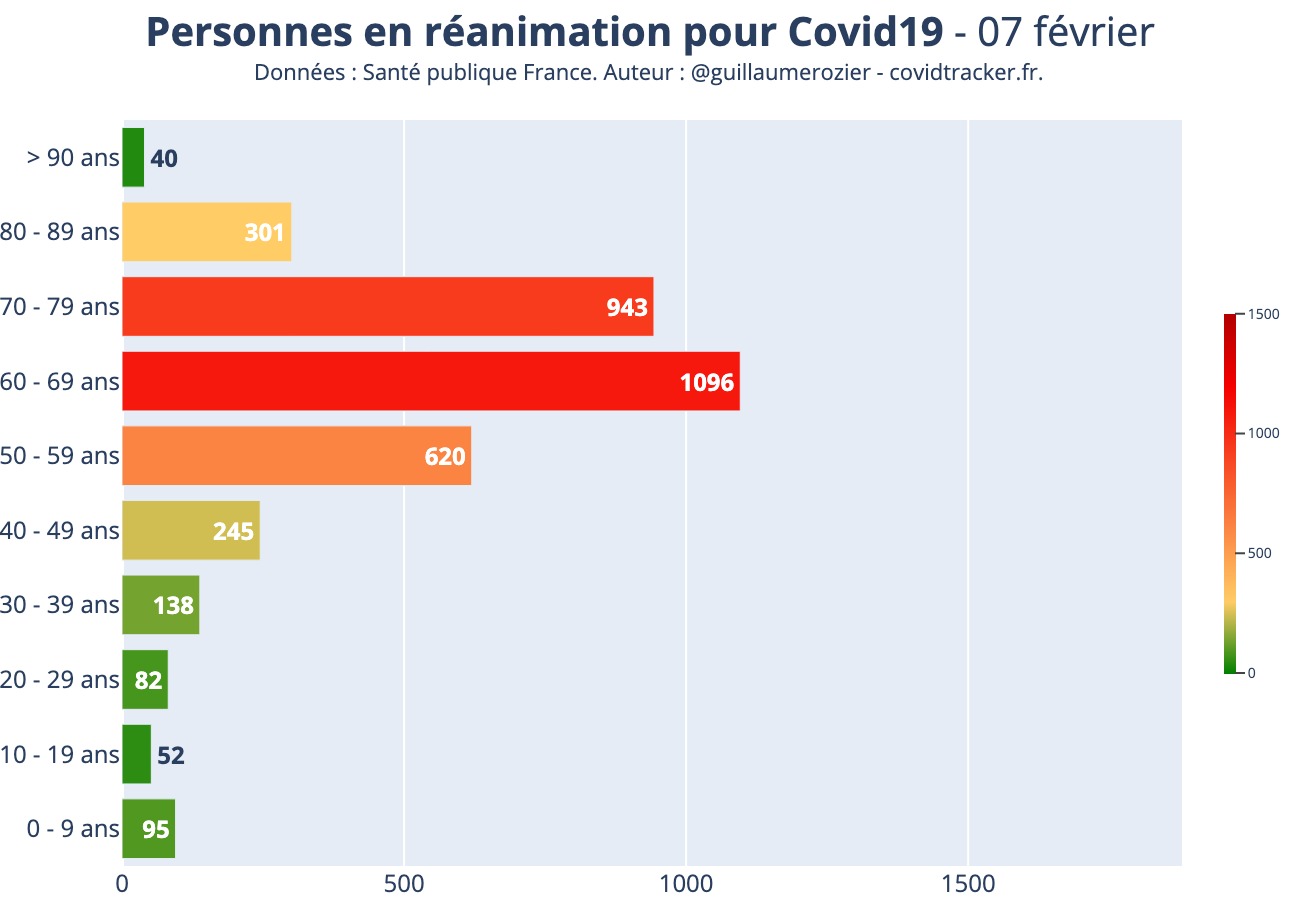 Personnes en réanimation pour Covid19 - 07 février
Données : Santé publique France. Auteur : @guillaumerozier - covidtracker.fr.
> 90 ans 40
80 - 89 ans 301
70 - 79 ans 943
60 - 69 ans 1096
50 - 59 ans 620
40 - 49 ans 245
30 - 39 ans 138
20 - 29 ans 82
10 - 19 ans 52
0 - 9 ans 95
0 500 1000 1500
1500
1000
500
0